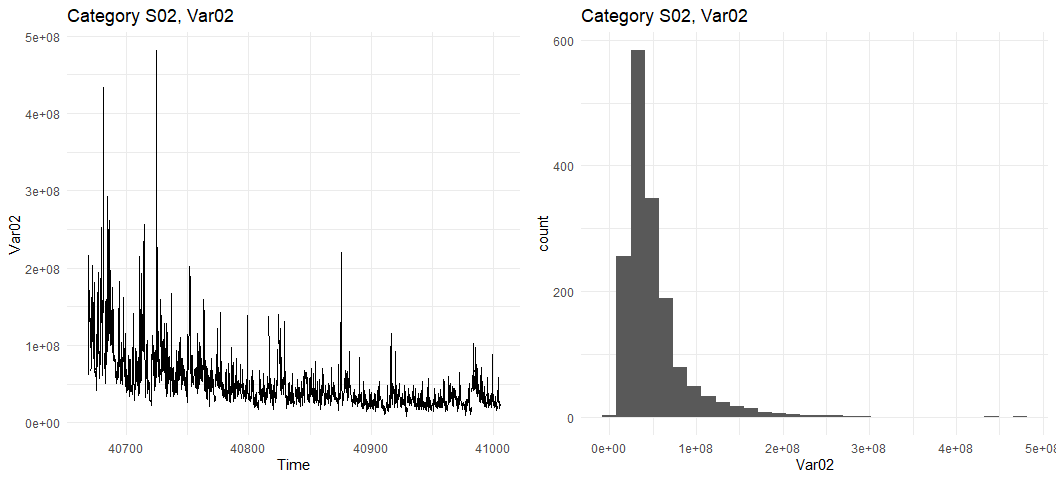 Category S02, Var02
5e+08
4e+08
3e+08
2e+08
1e+08
0e+00
Var02
40700 40800 40900 41000
Time
Category S02, Var02
600
400
200
0
count
0e+00 1e+08 2e+08 3e+08 4e+08 5e+08
Var02